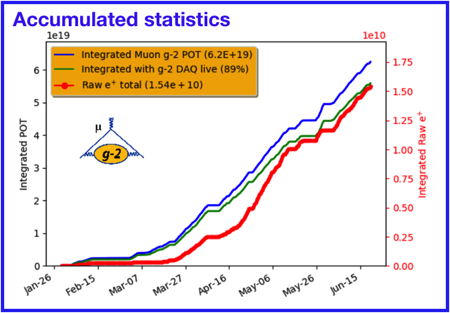 Accumulated statistics
1e19
1e10
Integrated Muon g-2 POT (6.2E+19)
Integrated with g-2 DAQ live (89%)
Raw e⁺ total (1.54e+10)
μ
g-2
Integrated POT
6
5
4
3
2
1
0
Integrated Raw e⁺
1.75
1.50
1.25
1.00
0.75
0.50
0.25
0.00
Jan-26
Feb-15
Mar-07
Mar-27
Apr-16
May-06
May-26
Jun-15